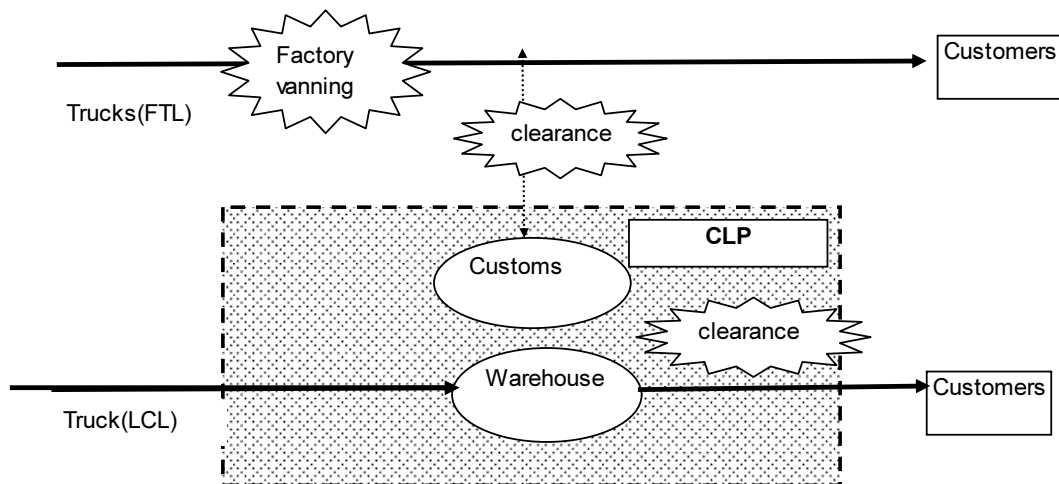 Factory
vanning
Customers
Trucks(FTL)
clearance
CLP
Customs
clearance
Warehouse
Customers
Truck(LCL)